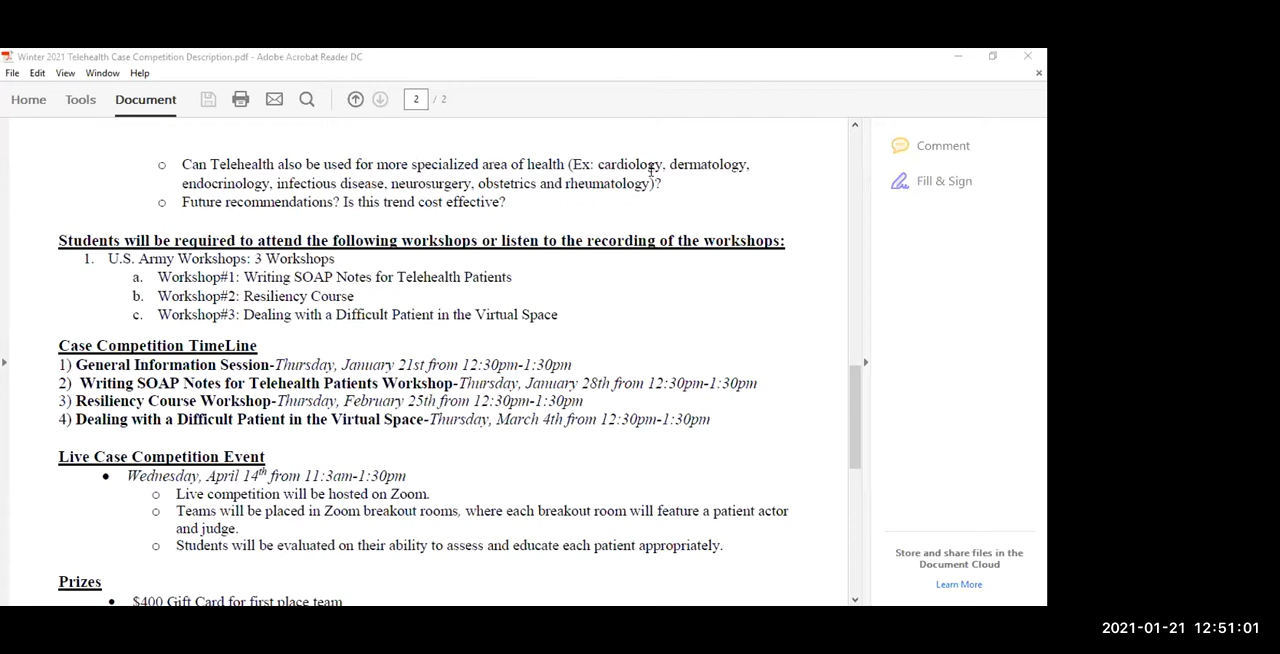 Winter 2021 Telehealth Case Competition Description.pdf - Adobe Acrobat Reader DC
File Edit View Window Help
Home Tools Document 2 / 2
o Can Telehealth also be used for more specialized area of health (Ex: cardiology, dermatology,
endocrinology, infectious disease, neurosurgery, obstetrics and rheumatology)?
o Future recommendations? Is this trend cost effective?
Students will be required to attend the following workshops or listen to the recording of the workshops:
1. U.S. Army Workshops: 3 Workshops
a. Workshop#1: Writing SOAP Notes for Telehealth Patients
b. Workshop#2: Resiliency Course
c. Workshop#3: Dealing with a Difficult Patient in the Virtual Space
Case Competition TimeLine
1) General Information Session-Thursday, January 21st from 12:30pm-1:30pm
2) Writing SOAP Notes for Telehealth Patients Workshop-Thursday, January 28th from 12:30pm-1:30pm
3) Resiliency Course Workshop-Thursday, February 25th from 12:30pm-1:30pm
4) Dealing with a Difficult Patient in the Virtual Space-Thursday, March 4th from 12:30pm-1:30pm
Live Case Competition Event
• Wednesday, April 14th from 11:3am-1:30pm
o Live competition will be hosted on Zoom.
o Teams will be placed in Zoom breakout rooms, where each breakout room will feature a patient actor
and judge.
o Students will be evaluated on their ability to assess and educate each patient appropriately.
Prizes
• $400 Gift Card for first place team
Comment
Fill & Sign
Store and share files in the
Document Cloud
Learn More
2021-01-21 12:51:01